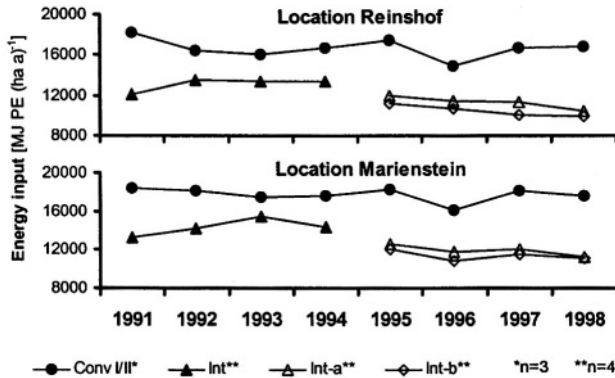 Energy input [MJ PE (ha a)⁻¹]
Location Reinshof
20000
16000
12000
8000
Location Marienstein
20000
16000
12000
8000
1991 1992 1993 1994 1995 1996 1997 1998
Conv I/II* Int** Int-a** Int-b** *n=3 **n=4